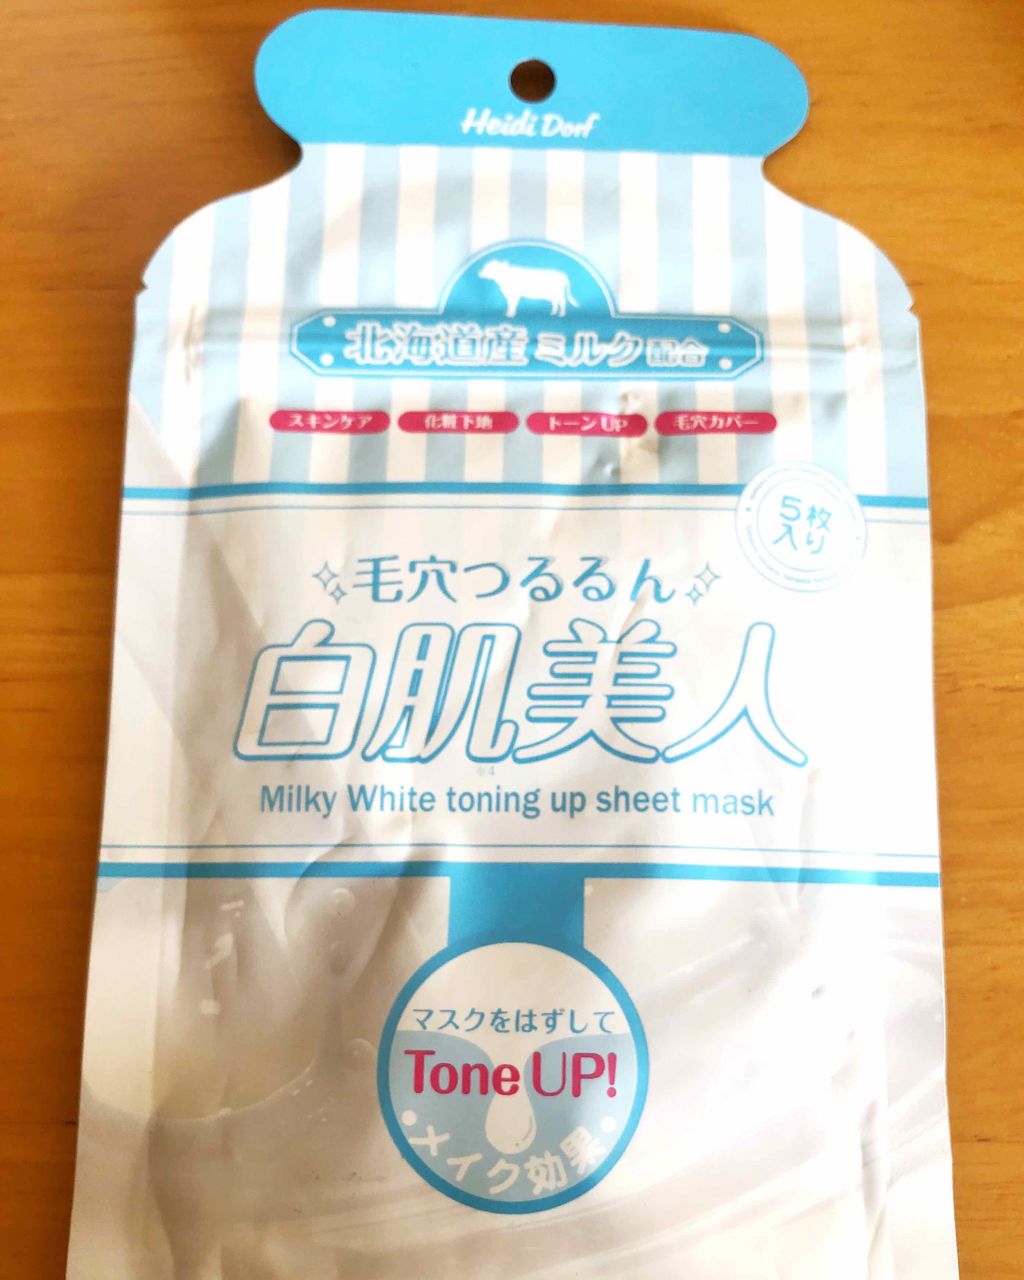 Heidi Dorf
北海道産 ミルク 配合
スキンケア 化粧下地 トーンUP 毛穴カバー
5枚
入り
毛穴つるるん
白肌美人
※4
Milky White toning up sheet mask
マスクをはずして
Tone UP!
メイク効果